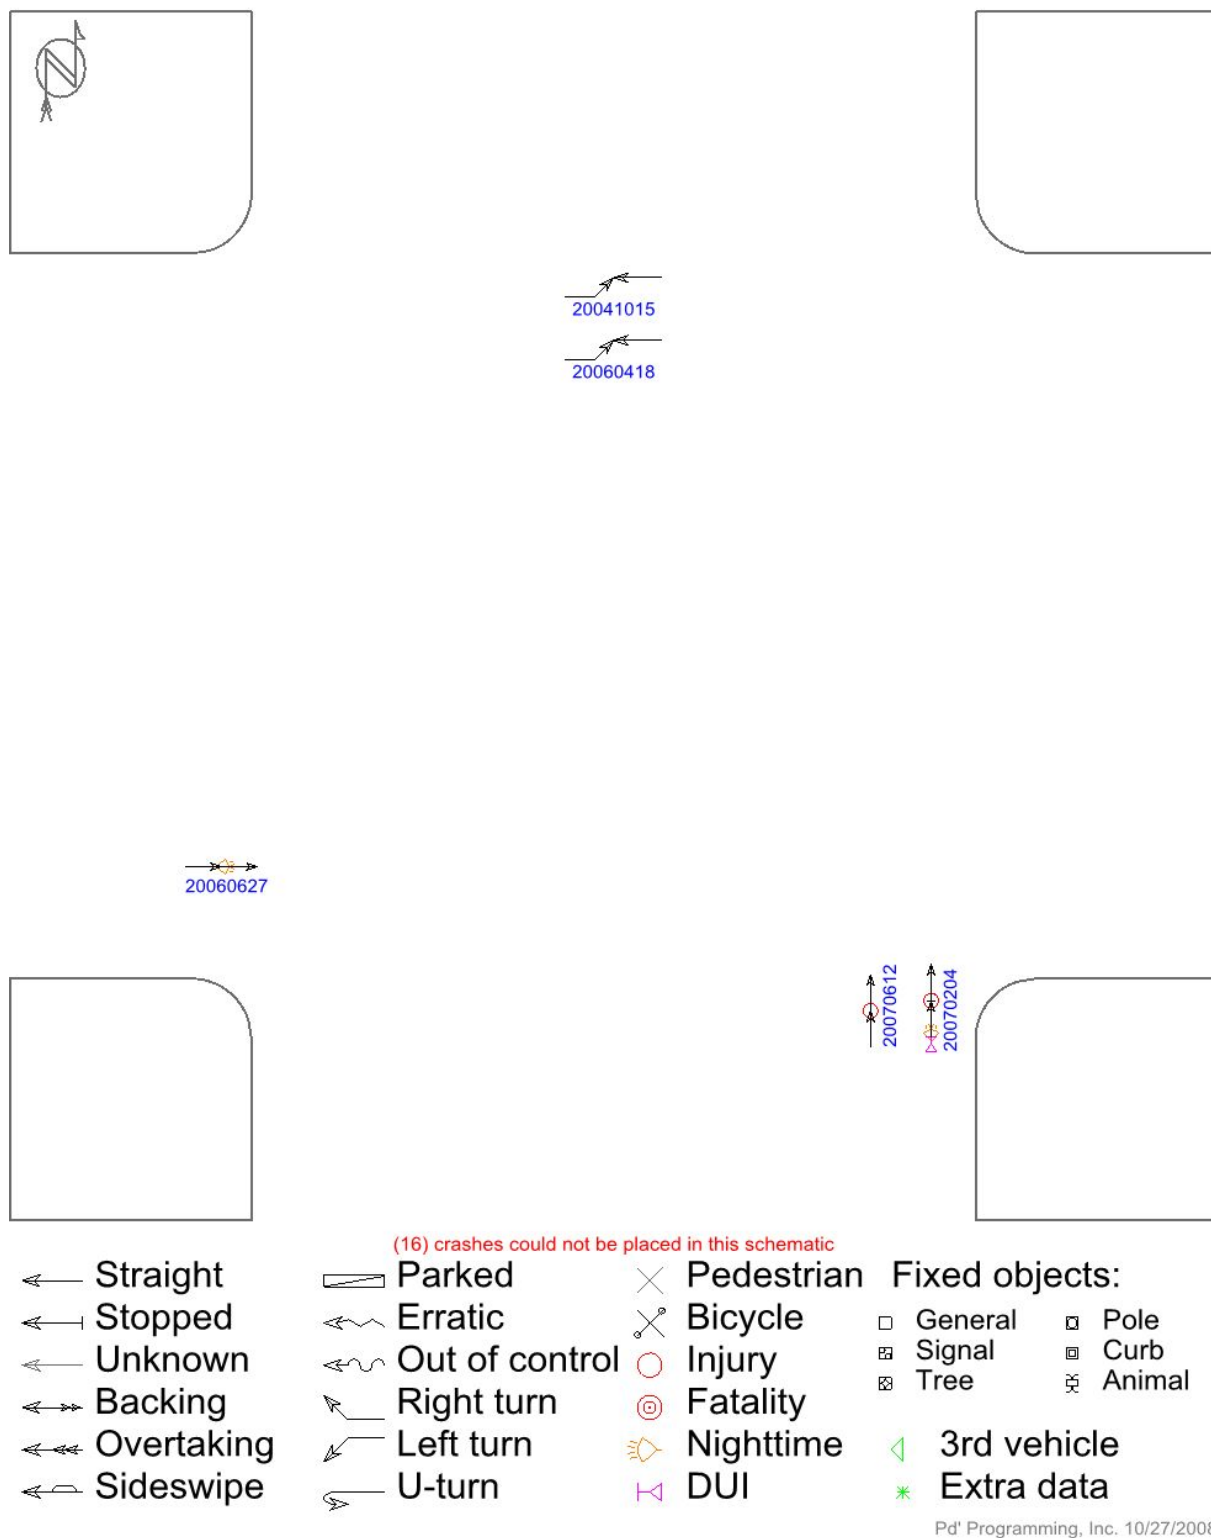 N
20041015
20060418
20060627
20070612
20070204
(16) crashes could not be placed in this schematic
Straight Parked Pedestrian Fixed objects:
Stopped Erratic Bicycle General Pole
Unknown Out of control Injury Signal Curb
Backing Right turn Fatality Tree Animal
Overtaking Left turn Nighttime 3rd vehicle
Sideswipe U-turn DUI Extra data
Pd' Programming, Inc. 10/27/2008